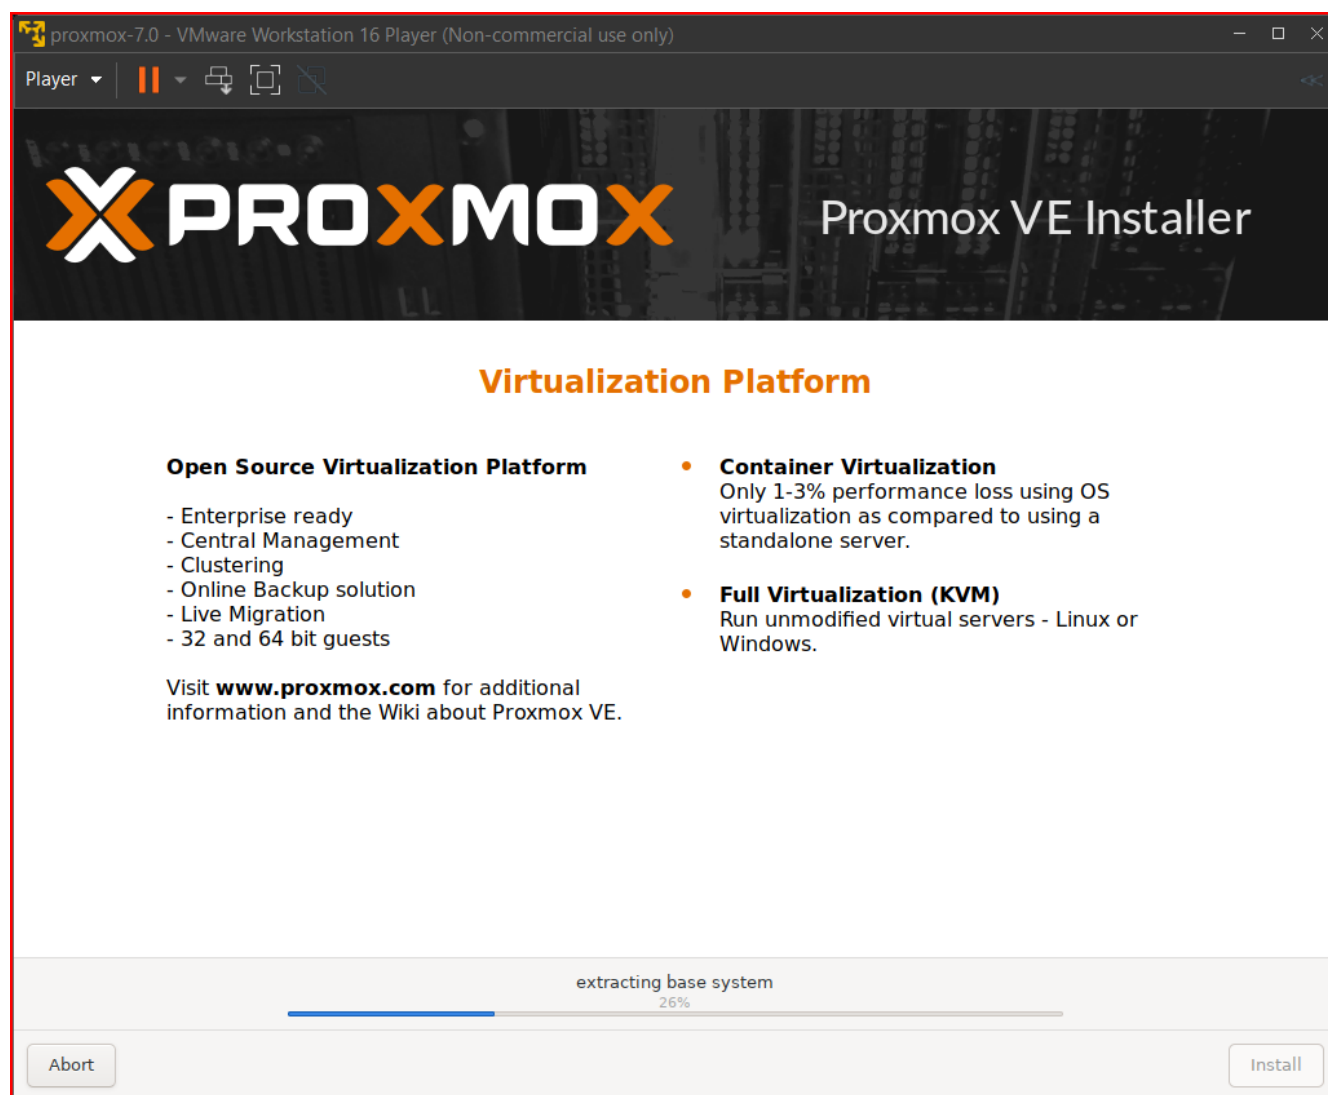 proxmox-7.0 - VMware Workstation 16 Player (Non-commercial use only)
Player
PROXMOX
Proxmox VE Installer
Virtualization Platform
Open Source Virtualization Platform
- Enterprise ready
- Central Management
- Clustering
- Online Backup solution
- Live Migration
- 32 and 64 bit guests
Visit www.proxmox.com for additional
information and the Wiki about Proxmox VE.
Container Virtualization
Only 1-3% performance loss using OS
virtualization as compared to using a
standalone server.
Full Virtualization (KVM)
Run unmodified virtual servers - Linux or
Windows.
extracting base system
26%
Abort
Install